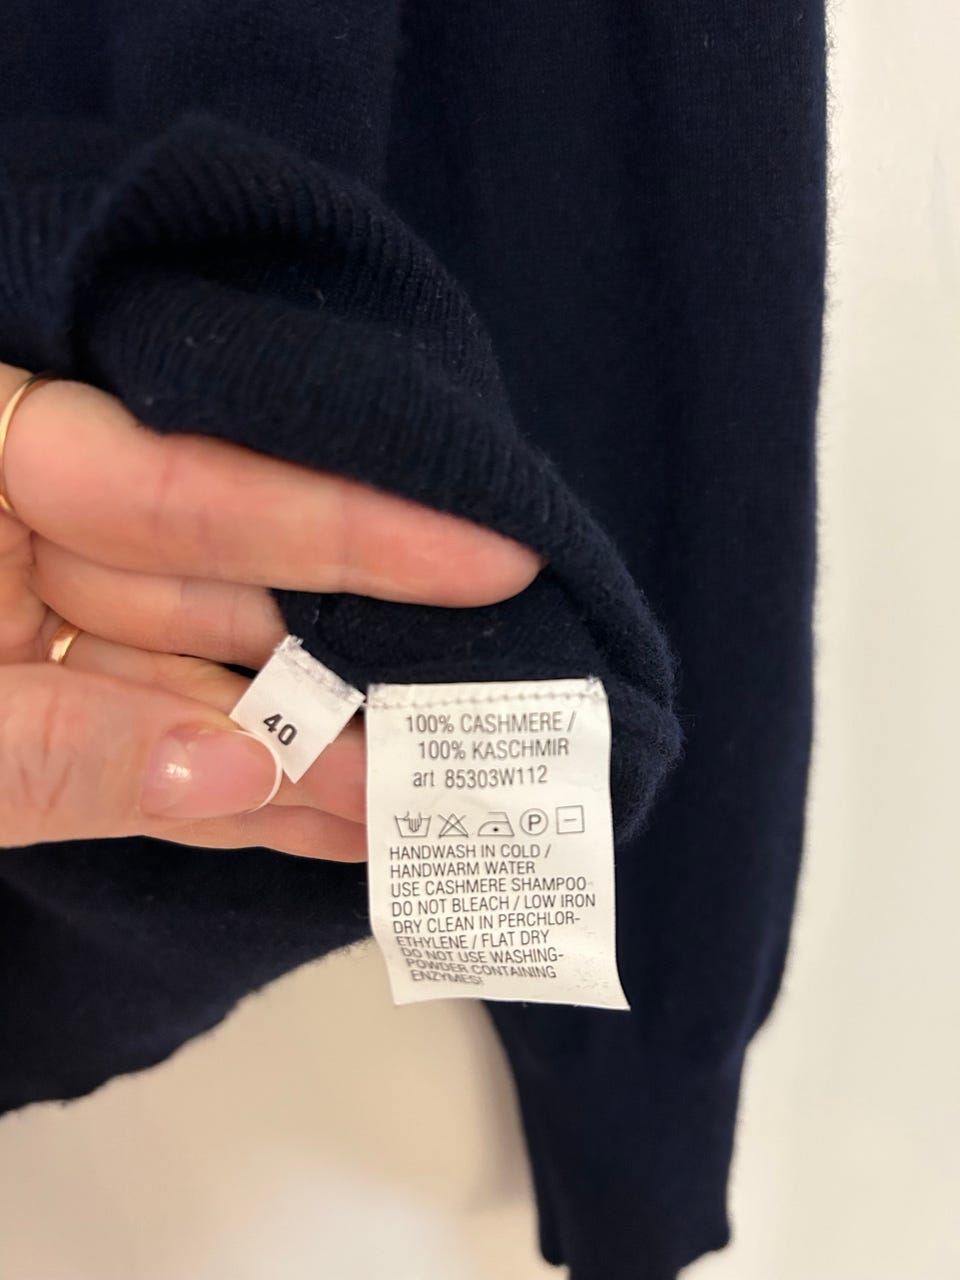 40
100% CASHMERE /
100% KASCHMIR
art 85303W112
P
HANDWASH IN COLD /
HANDWARM WATER
USE CASHMERE SHAMPOO
DO NOT BLEACH / LOW IRON
DRY CLEAN IN PERCHLOR-
ETHYLENE / FLAT DRY
DO NOT USE WASHING-
POWDER CONTAINING
ENZYMES!